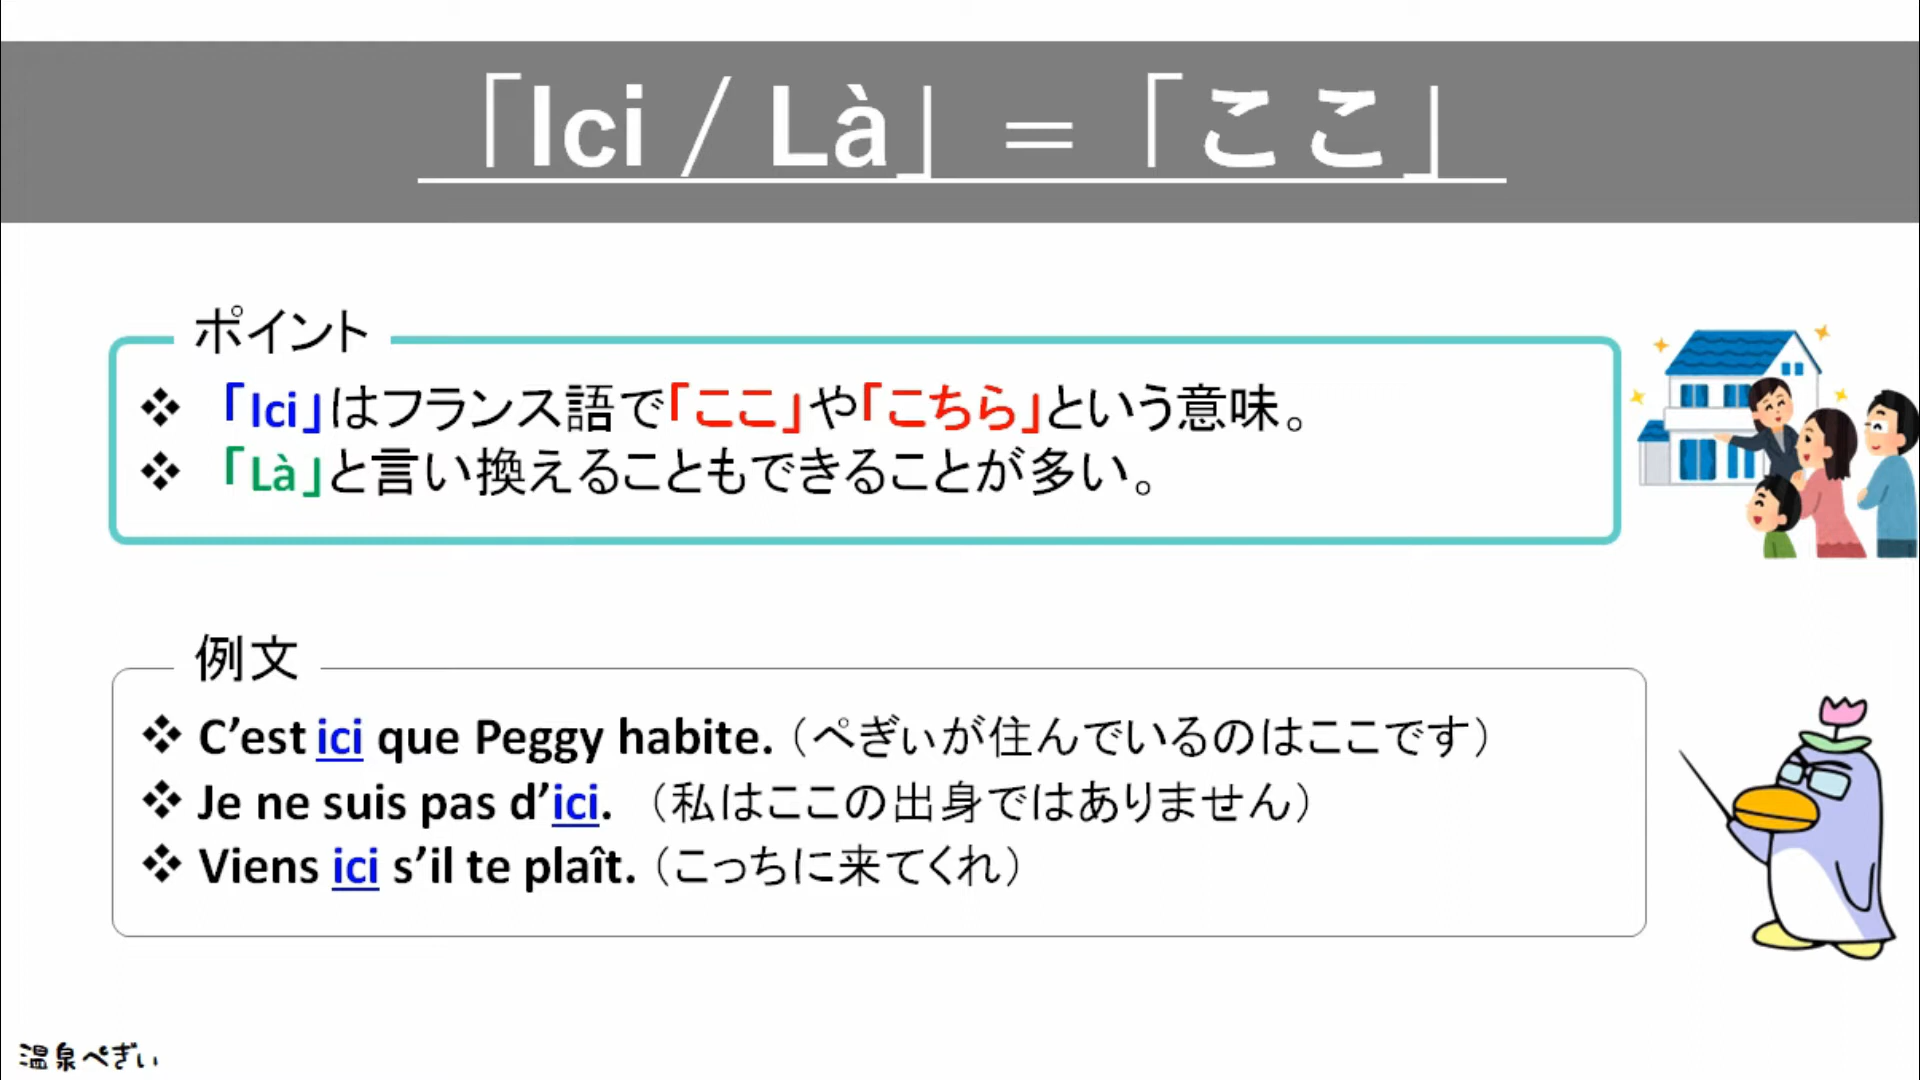 「Ici / Là」 = 「ここ」
ポイント
❖ 「Ici」はフランス語で「ここ」や「こちら」という意味。
❖ 「Là」と言い換えることもできることが多い。
例文
❖ C’est ici que Peggy habite. (ぺぎぃが住んでいるのはここです)
❖ Je ne suis pas d’ici. (私はここの出身ではありません)
❖ Viens ici s’il te plaît. (こっちに来てくれ)
温泉ぺぎぃ